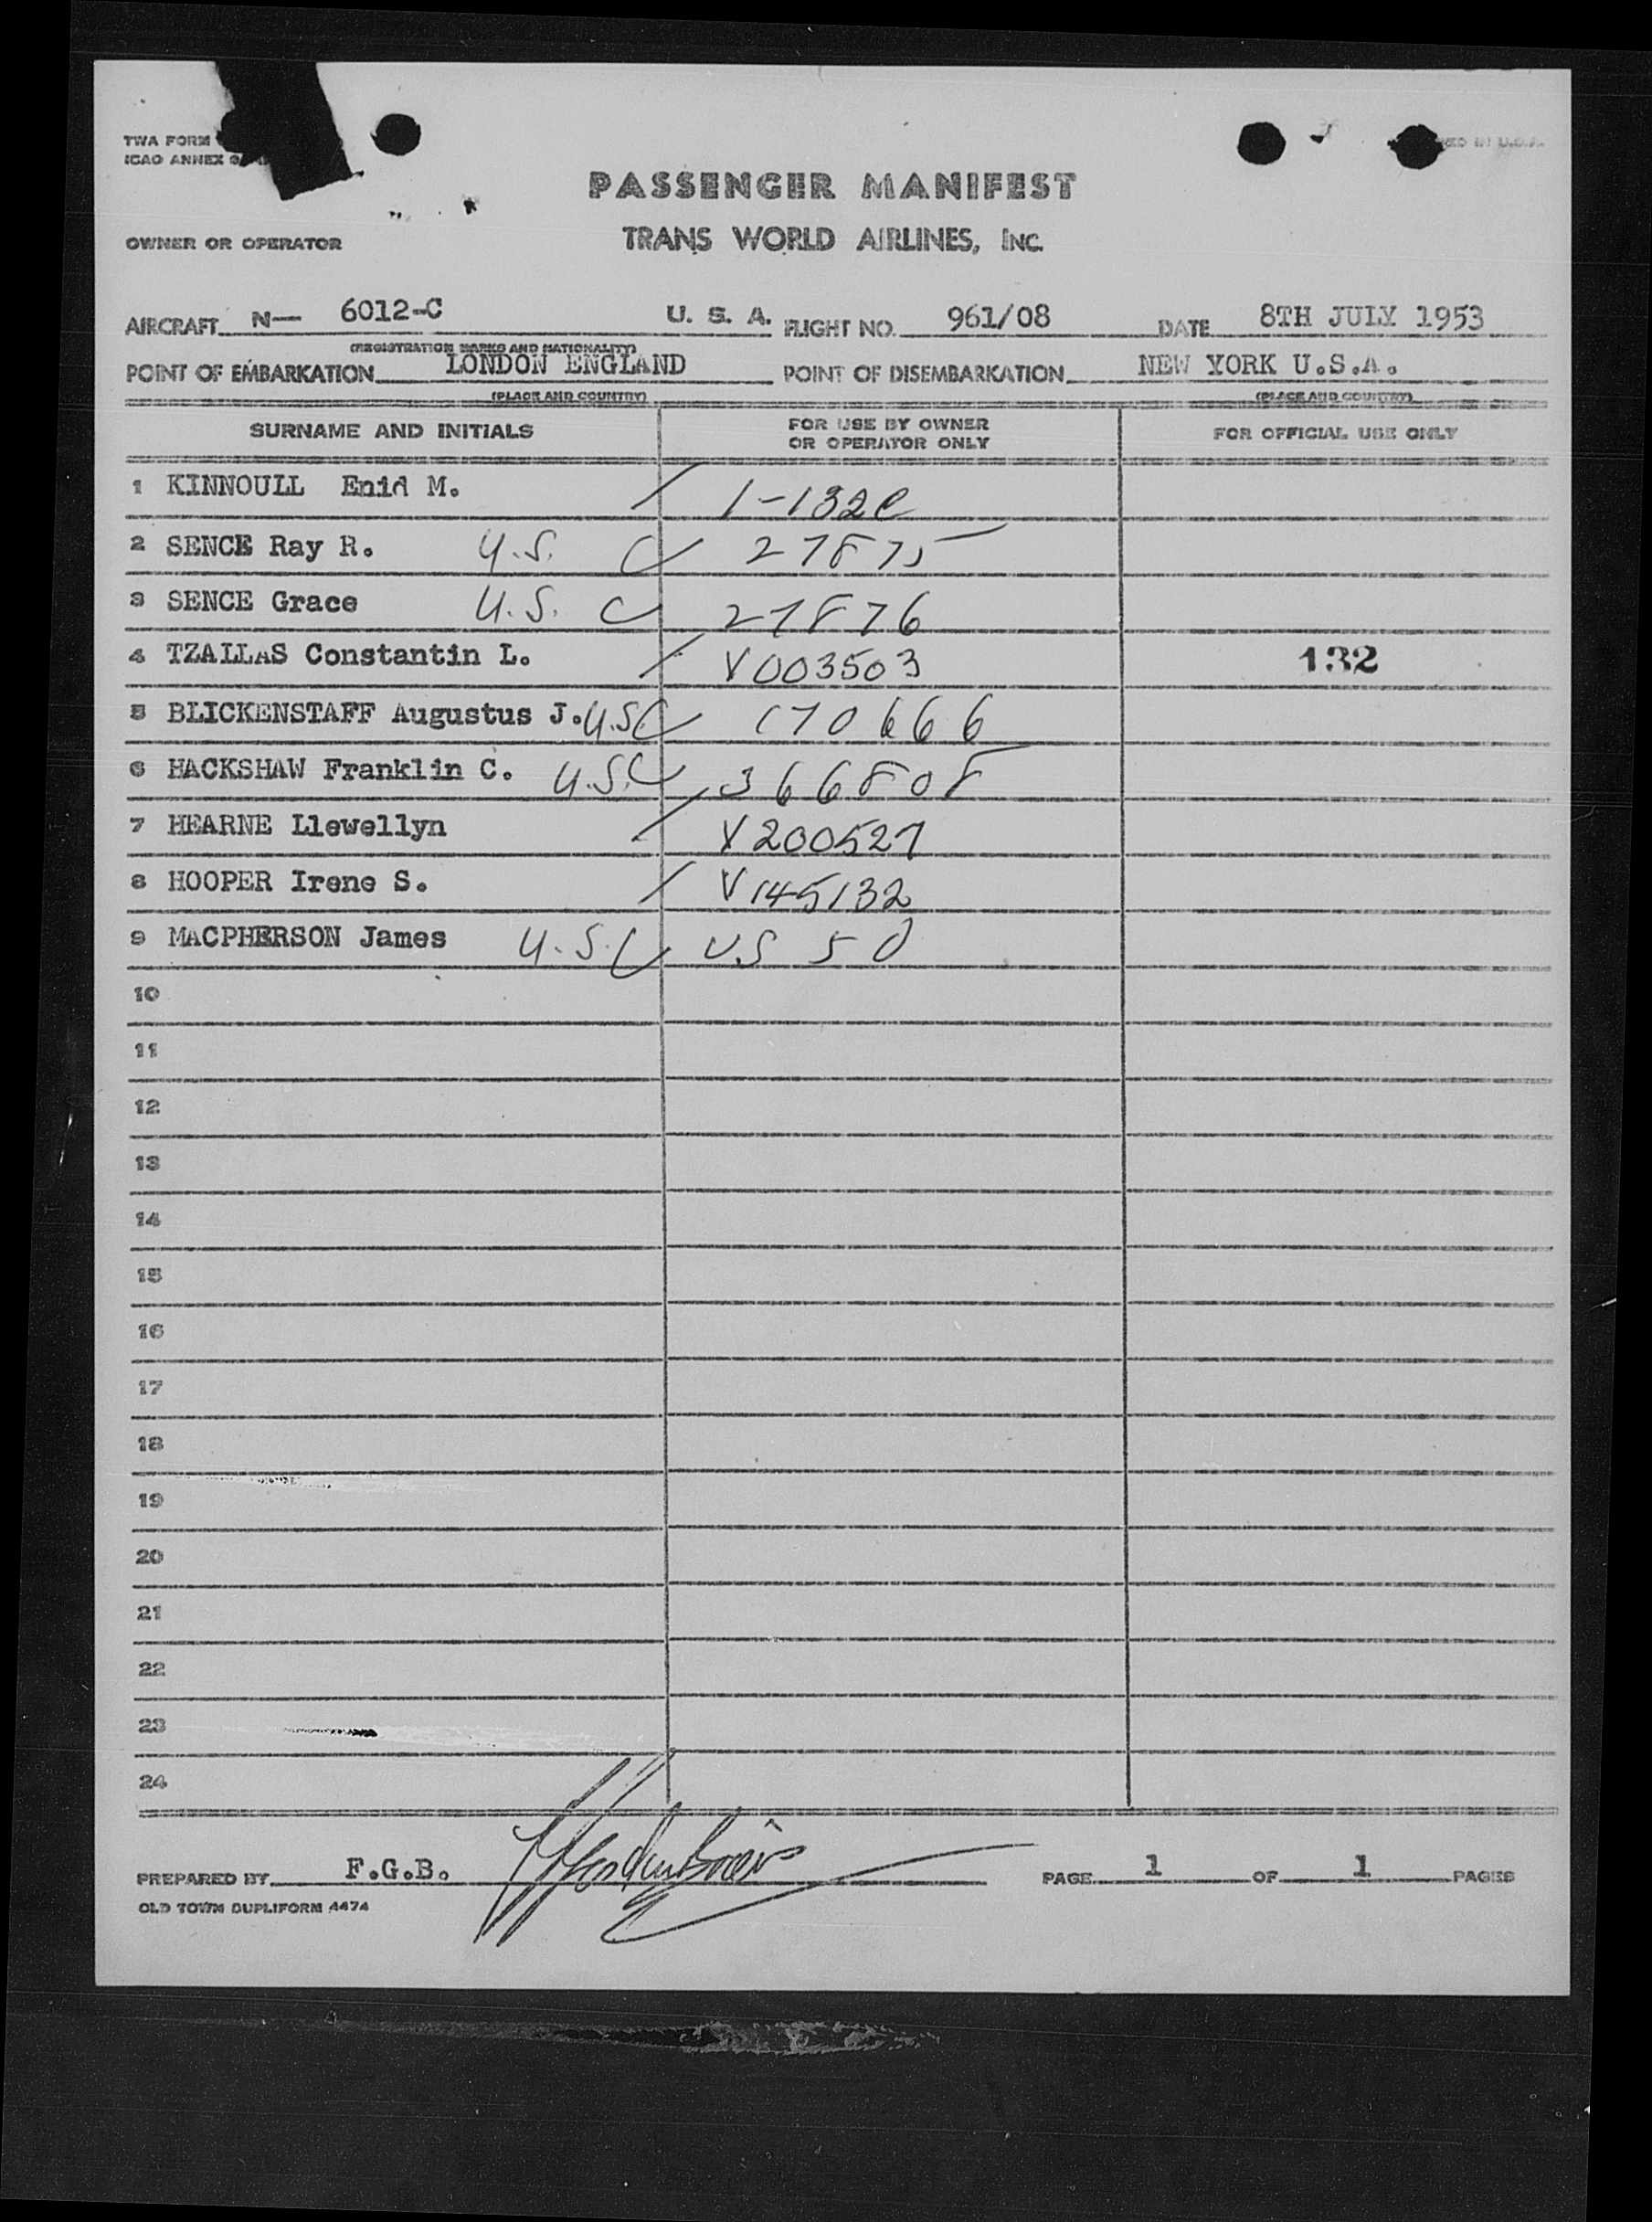 TWA FORM
ICAO ANNEX 9
PASSENGER MANIFEST
OWNER OR OPERATOR TRANS WORLD AIRLINES, INC.
AIRCRAFT N— 6012-C U. S. A. FLIGHT NO. 961/08 DATE 8TH JULY 1953
(REGISTRATION MARKS AND NATIONALITY)
POINT OF EMBARKATION LONDON ENGLAND POINT OF DISEMBARKATION NEW YORK U.S.A.
(PLACE AND COUNTRY) (PLACE AND COUNTRY)
SURNAME AND INITIALS FOR USE BY OWNER OR OPERATOR ONLY FOR OFFICIAL USE ONLY
1 KINNOULL Enid M. / 1-132e
2 SENCE Ray R. U.S. C 27875
3 SENCE Grace U.S. C 27876
4 TZALLAS Constantin L. / V003503 132
5 BLICKENSTAFF Augustus J. U.S.C 170666
6 HACKSHAW Franklin C. U.S.C 366808
7 HEARNE Llewellyn / V200527
8 HOOPER Irene S. / V145132
9 MACPHERSON James U.S.C U.S 50
10
11
12
13
14
15
16
17
18
19
20
21
22
23
24
PREPARED BY F.G.B. PAGE 1 OF 1 PAGES
OLD TOWN DUPLIFORM 4474